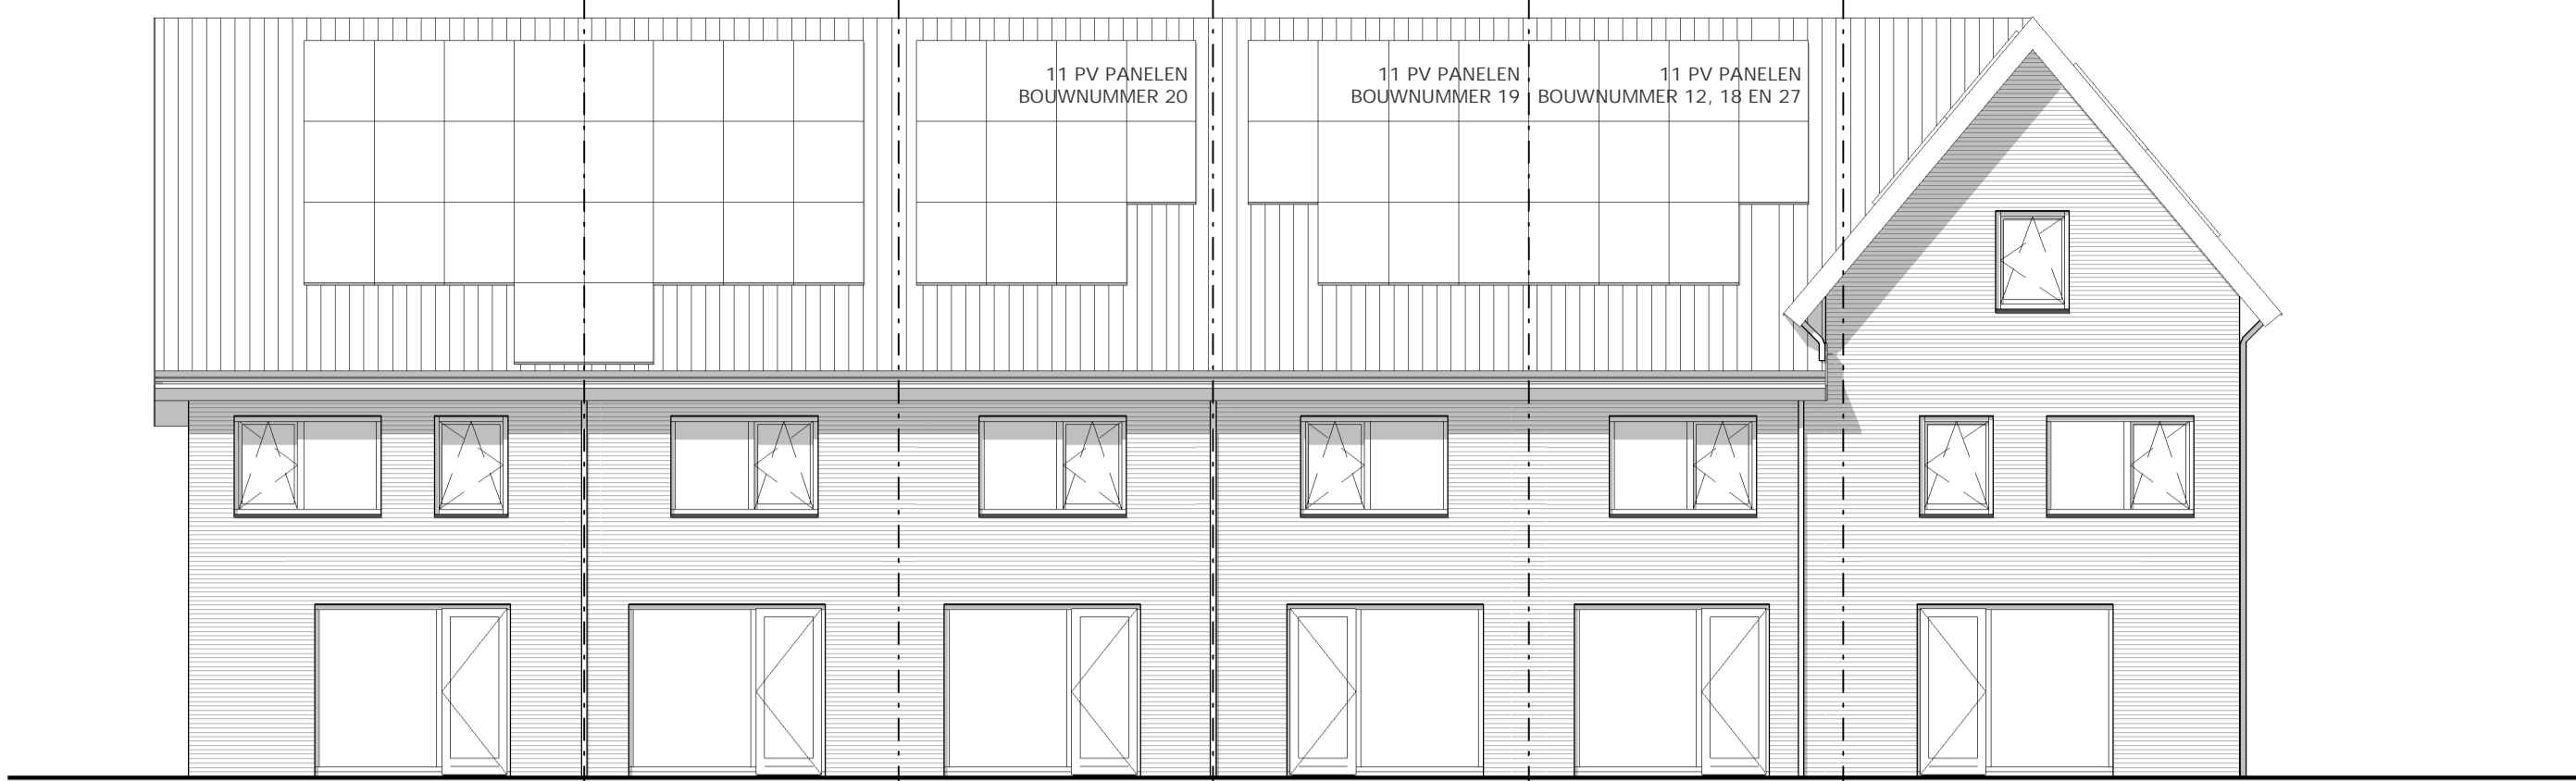 11 PV PANELEN
BOUWNUMMER 20
11 PV PANELEN
BOUWNUMMER 19
11 PV PANELEN
BOUWNUMMER 12, 18 EN 27